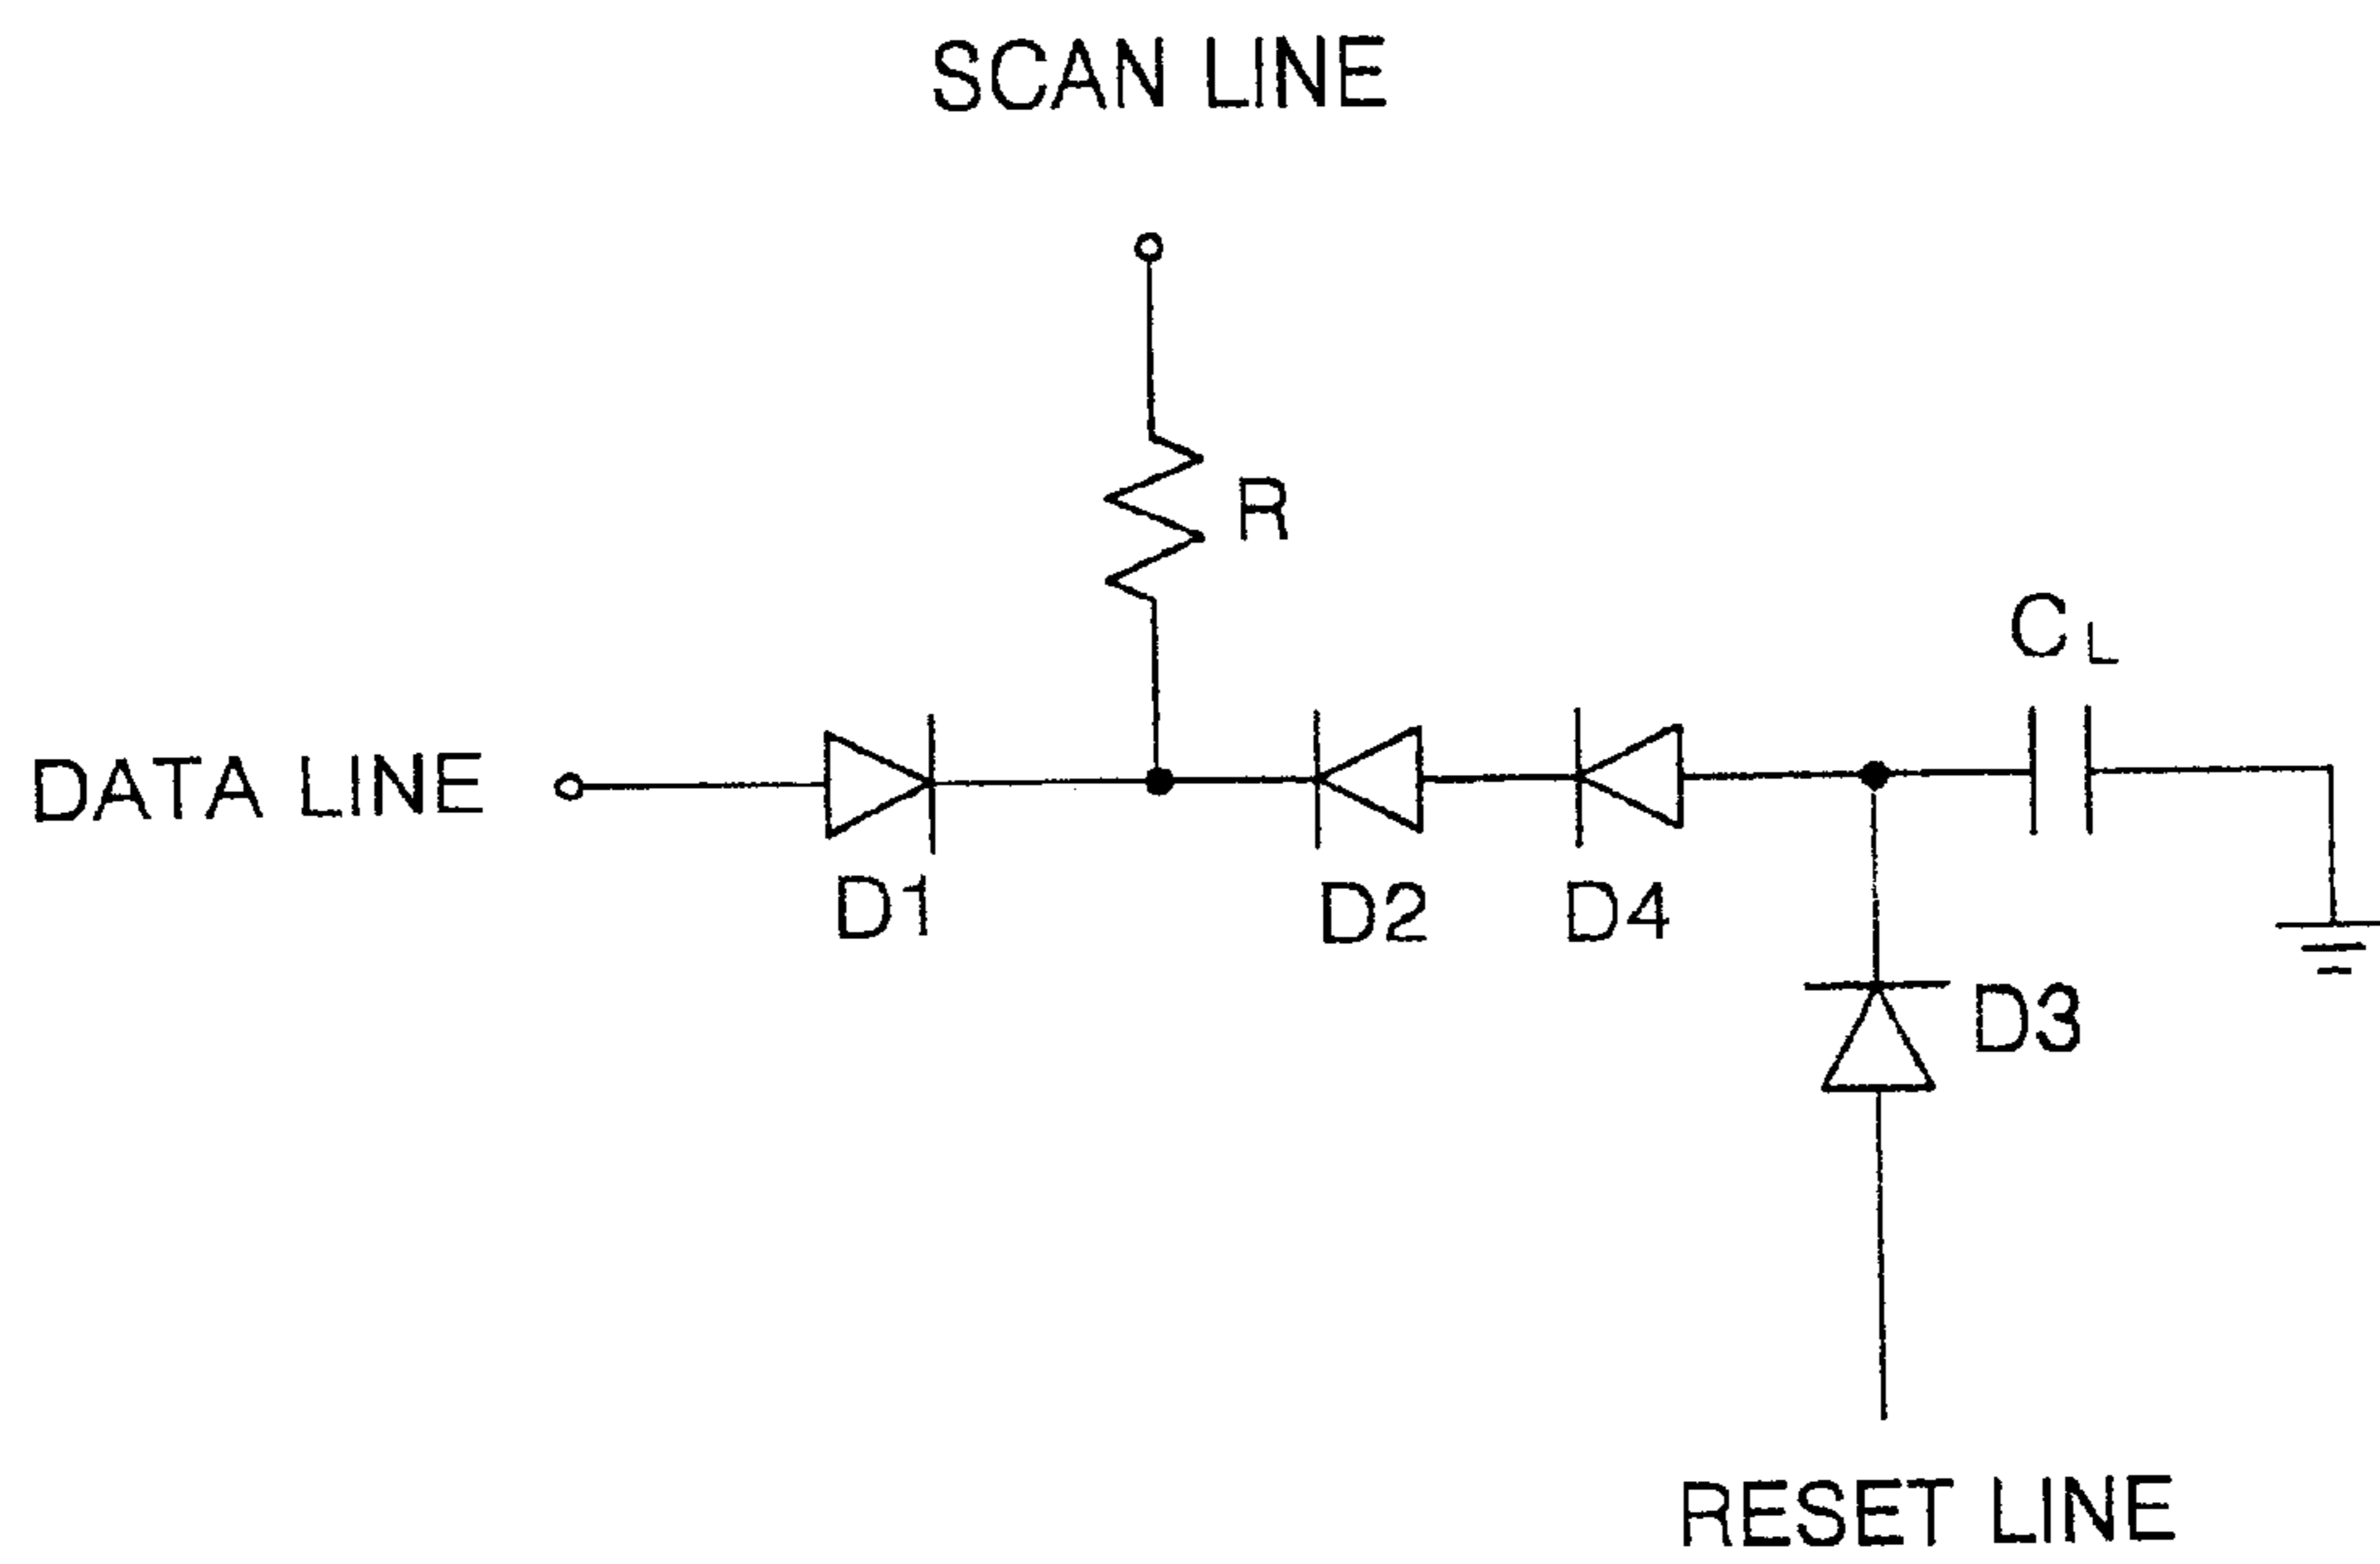 SCAN LINE
R
CL
DATA LINE
D1
D2
D4
D3
RESET LINE